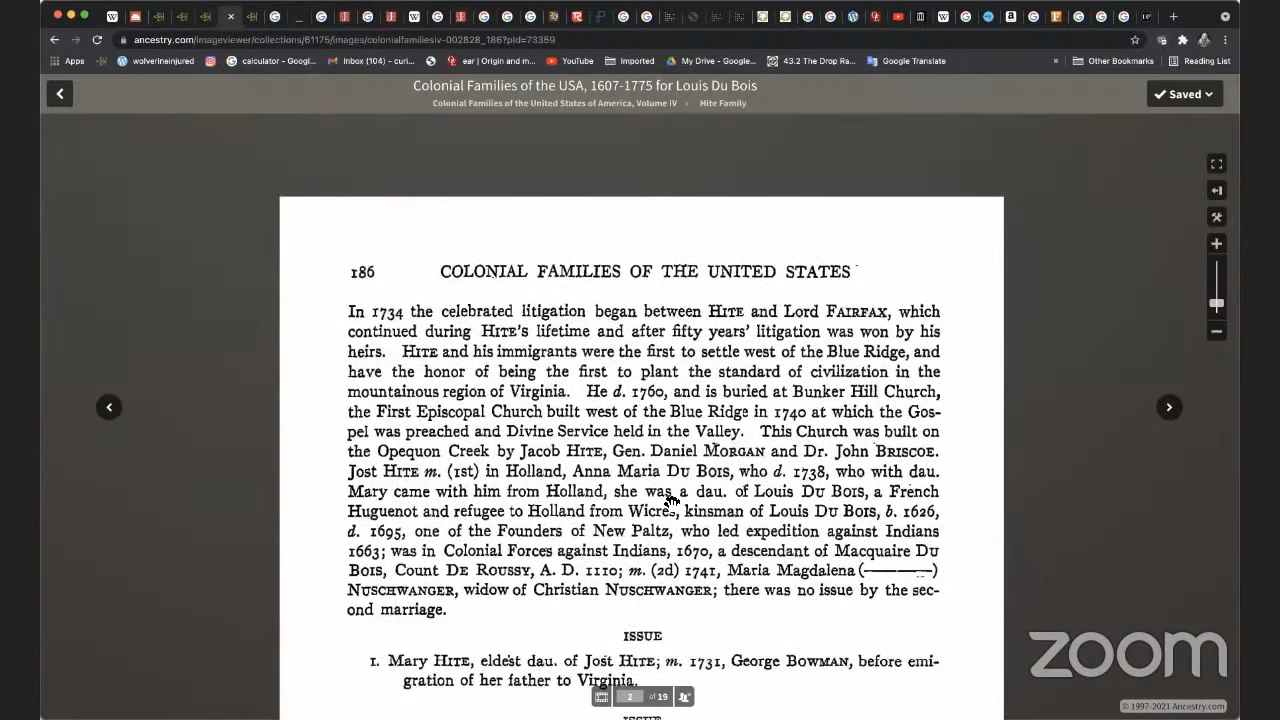 ancestry.com/imageviewer/collections/61175/images/colonialfamiliesiv-002828_186?pId=73359
Apps
wolverineinjured
calculator - Googl...
Inbox (104) - curi...
ear | Origin and m...
YouTube
Imported
My Drive - Google...
43.2 The Drop Ra...
Google Translate
»
Other Bookmarks
Reading List
Colonial Families of the USA, 1607-1775 for Louis Du Bois
Colonial Families of the United States of America, Volume IV › Hite Family
Saved
186 COLONIAL FAMILIES OF THE UNITED STATES
In 1734 the celebrated litigation began between HITE and Lord FAIRFAX, which
continued during HITE'S lifetime and after fifty years' litigation was won by his
heirs. HITE and his immigrants were the first to settle west of the Blue Ridge, and
have the honor of being the first to plant the standard of civilization in the
mountainous region of Virginia. He d. 1760, and is buried at Bunker Hill Church,
the First Episcopal Church built west of the Blue Ridge in 1740 at which the Gos-
pel was preached and Divine Service held in the Valley. This Church was built on
the Opequon Creek by Jacob HITE, Gen. Daniel MORGAN and Dr. John BRISCOE.
Jost HITE m. (1st) in Holland, Anna Maria DU BOIS, who d. 1738, who with dau.
Mary came with him from Holland, she was a dau. of Louis DU BOIS, a French
Huguenot and refugee to Holland from Wicres, kinsman of Louis DU BOIS, b. 1626,
d. 1695, one of the Founders of New Paltz, who led expedition against Indians
1663; was in Colonial Forces against Indians, 1670, a descendant of Macquaire DU
BOIS, Count DE ROUSSY, A. D. 1110; m. (2d) 1741, Maria Magdalena (———)
NUSCHWANGER, widow of Christian NUSCHWANGER; there was no issue by the sec-
ond marriage.
ISSUE
1. Mary HITE, eldest dau. of Jost HITE; m. 1731, George BOWMAN, before emi-
gration of her father to Virginia.
2 of 19
ISSUE
zoom
© 1997-2021 Ancestry.com